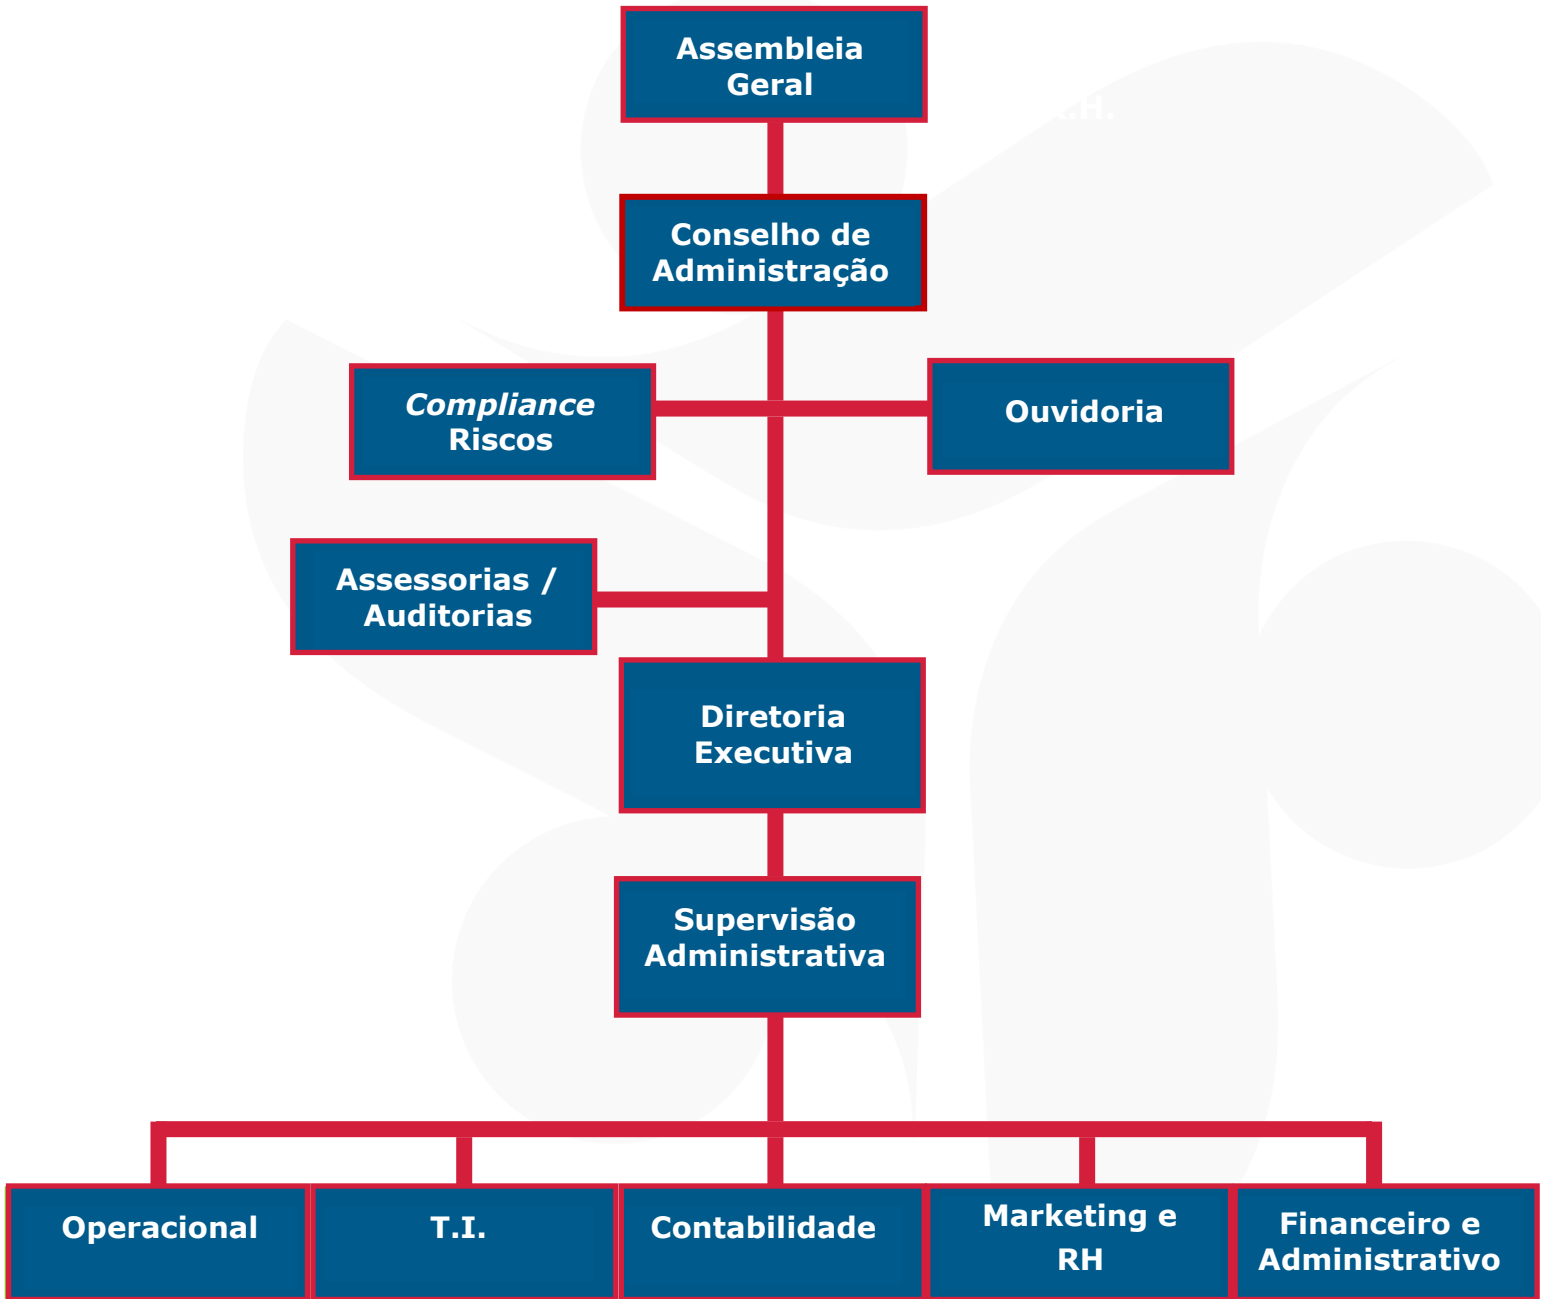 Assembleia
Geral
.H.
Conselho de
Administração
Compliance
Riscos
Ouvidoria
Assessorias /
Auditorias
Diretoria
Executiva
Supervisão
Administrativa
Operacional
T.I.
Contabilidade
Marketing e
RH
Financeiro e
Administrativo